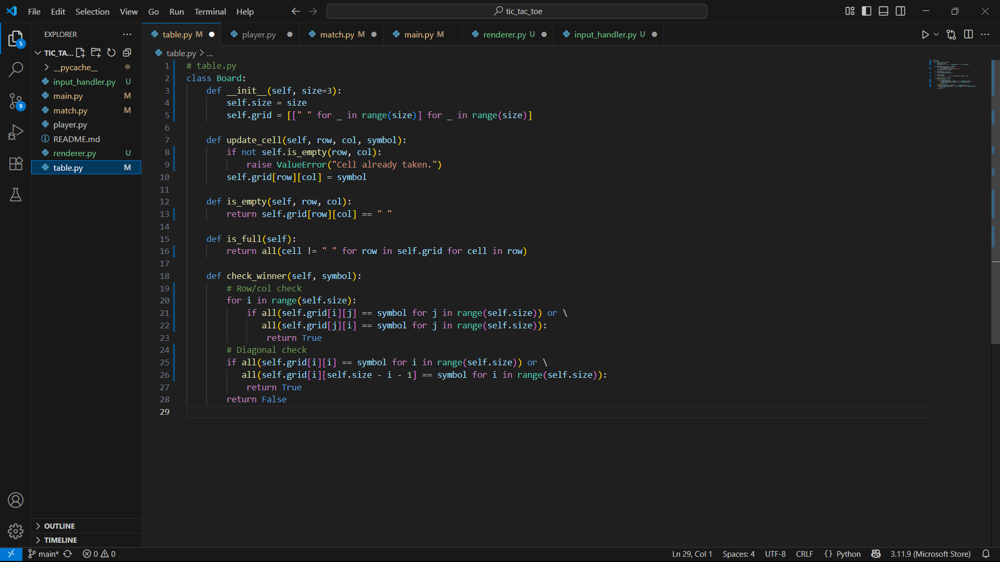 File Edit Selection View Go Run Terminal Help
tic_tac_toe
EXPLORER
TIC_TA...
__pycache__
input_handler.py U
main.py M
match.py M
player.py
README.md
renderer.py U
table.py M
OUTLINE
TIMELINE
5
9
table.py M player.py match.py M main.py M renderer.py U input_handler.py U
table.py > ...
1 # table.py
2 class Board:
3     def __init__(self, size=3):
4         self.size = size
5         self.grid = [[" " for _ in range(size)] for _ in range(size)]
6
7     def update_cell(self, row, col, symbol):
8         if not self.is_empty(row, col):
9             raise ValueError("Cell already taken.")
10         self.grid[row][col] = symbol
11
12     def is_empty(self, row, col):
13         return self.grid[row][col] == " "
14
15     def is_full(self):
16         return all(cell != " " for row in self.grid for cell in row)
17
18     def check_winner(self, symbol):
19         # Row/col check
20         for i in range(self.size):
21             if all(self.grid[i][j] == symbol for j in range(self.size)) or \
22                all(self.grid[j][i] == symbol for j in range(self.size)):
23                 return True
24         # Diagonal check
25         if all(self.grid[i][i] == symbol for i in range(self.size)) or \
26            all(self.grid[i][self.size - i - 1] == symbol for i in range(self.size)):
27             return True
28         return False
29
main* 0 0 Ln 29, Col 1 Spaces: 4 UTF-8 CRLF {} Python 3.11.9 (Microsoft Store)